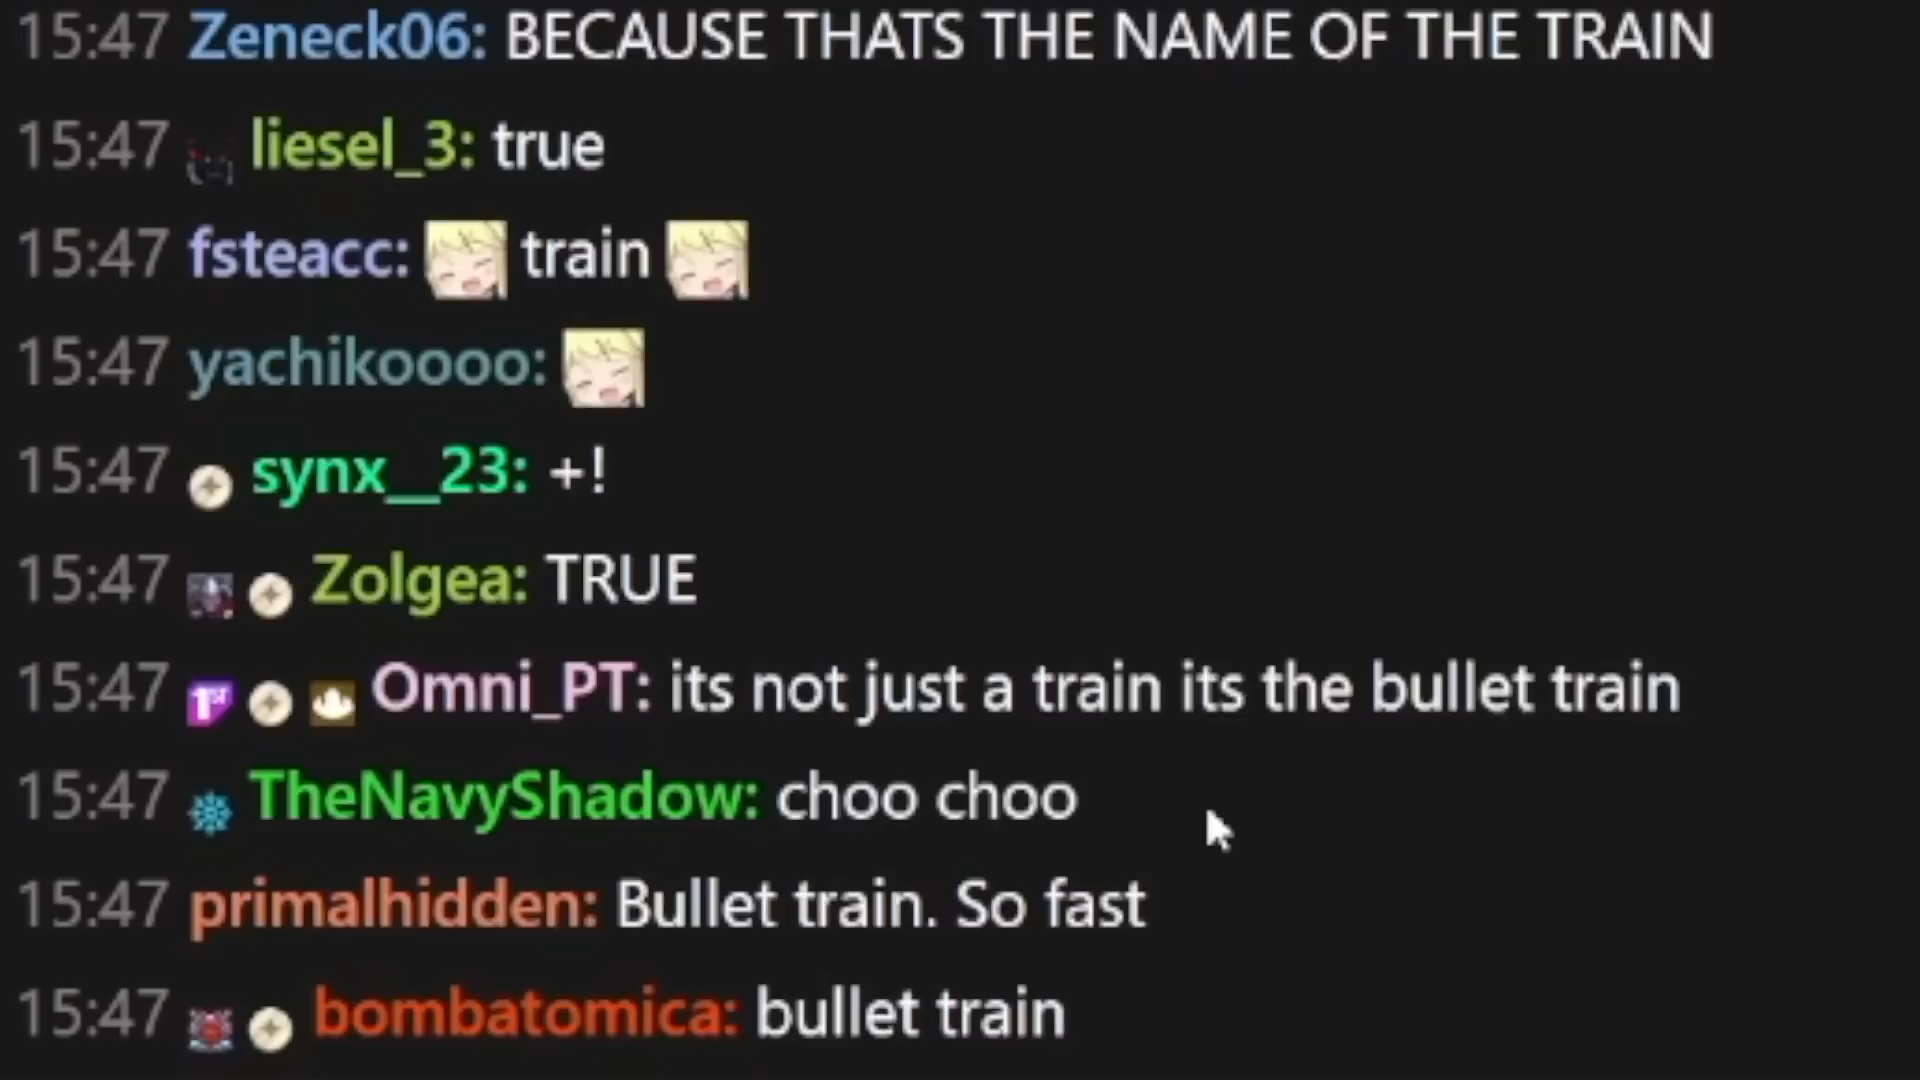 15:47 Zeneck06: BECAUSE THATS THE NAME OF THE TRAIN
15:47 liesel_3: true
15:47 fsteacc: train
15:47 yachikoooo:
15:47 synx__23: +!
15:47 Zolgea: TRUE
15:47 1ST Omni_PT: its not just a train its the bullet train
15:47 TheNavyShadow: choo choo
15:47 primalhidden: Bullet train. So fast
15:47 bombatomica: bullet train